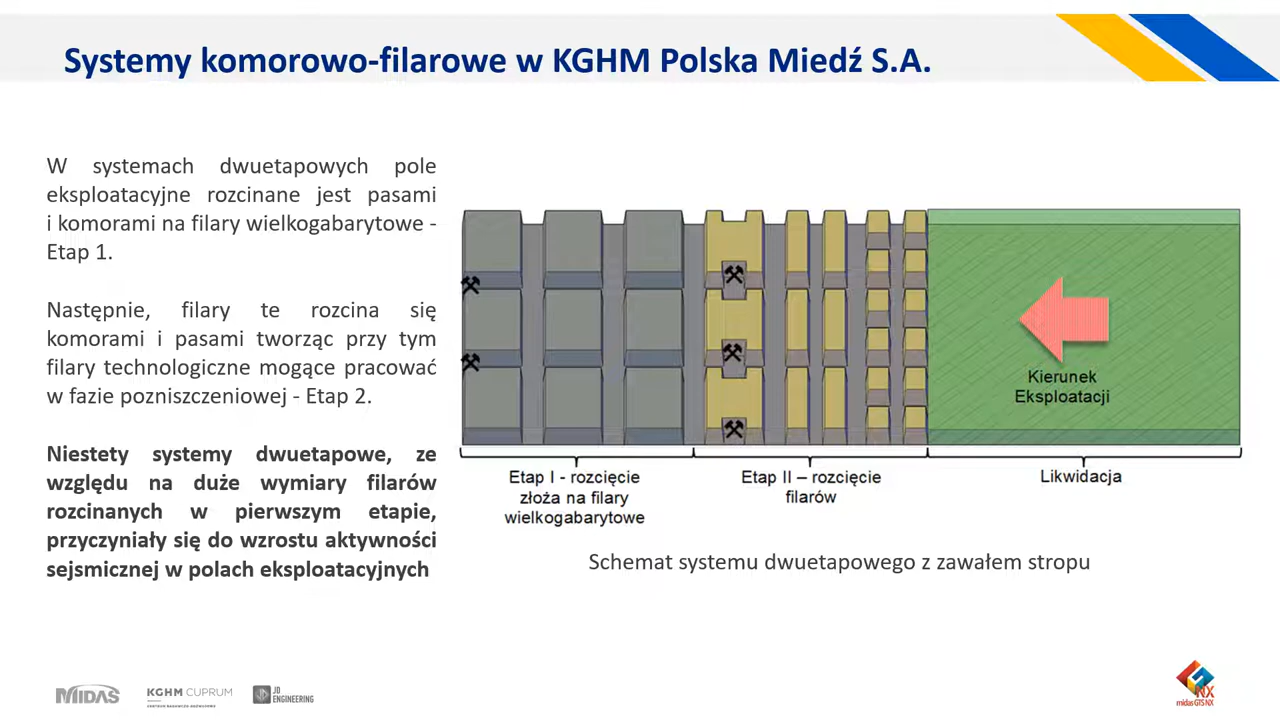 Systemy komorowo-filarowe w KGHM Polska Miedź S.A.
W systemach dwuetapowych pole
eksploatacyjne rozcinane jest pasami
i komorami na filary wielkogabarytowe -
Etap 1.
Następnie, filary te rozcina się
komorami i pasami tworząc przy tym
filary technologiczne mogące pracować
w fazie pozniszczeniowej - Etap 2.
Niestety systemy dwuetapowe, ze
względu na duże wymiary filarów
rozcinanych w pierwszym etapie,
przyczyniały się do wzrostu aktywności
sejsmicznej w polach eksploatacyjnych
Kierunek
Eksploatacji
Etap I - rozcięcie
złoża na filary
wielkogabarytowe
Etap II – rozcięcie
filarów
Likwidacja
Schemat systemu dwuetapowego z zawałem stropu
MIDAS
KGHM CUPRUM
JD
ENGINEERING
NX
midas GTS NX